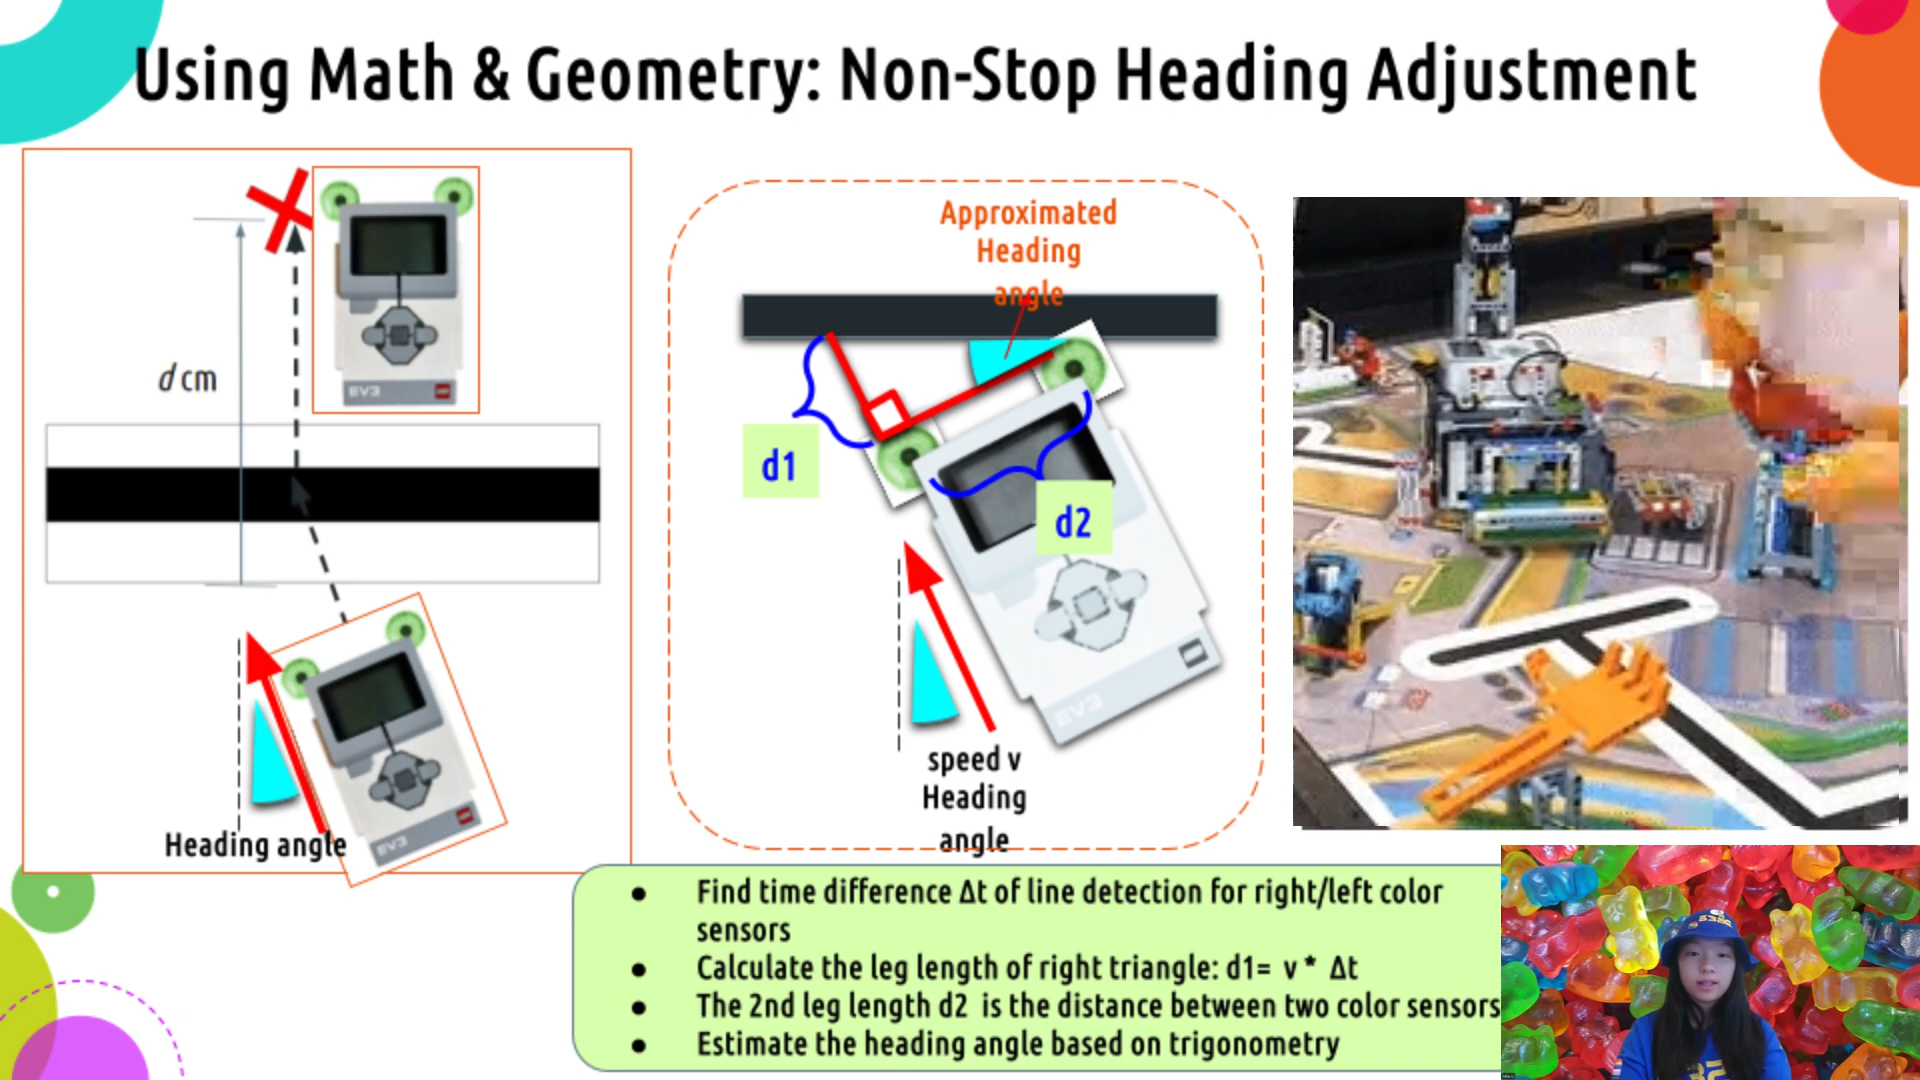 Using Math & Geometry: Non-Stop Heading Adjustment
d cm
EV3
Heading angle
EV3
Approximated
Heading
angle
d1
d2
EV3
speed v
Heading
angle
● Find time difference Δt of line detection for right/left color
sensors
● Calculate the leg length of right triangle: d1= v * Δt
● The 2nd leg length d2 is the distance between two color sensors
● Estimate the heading angle based on trigonometry